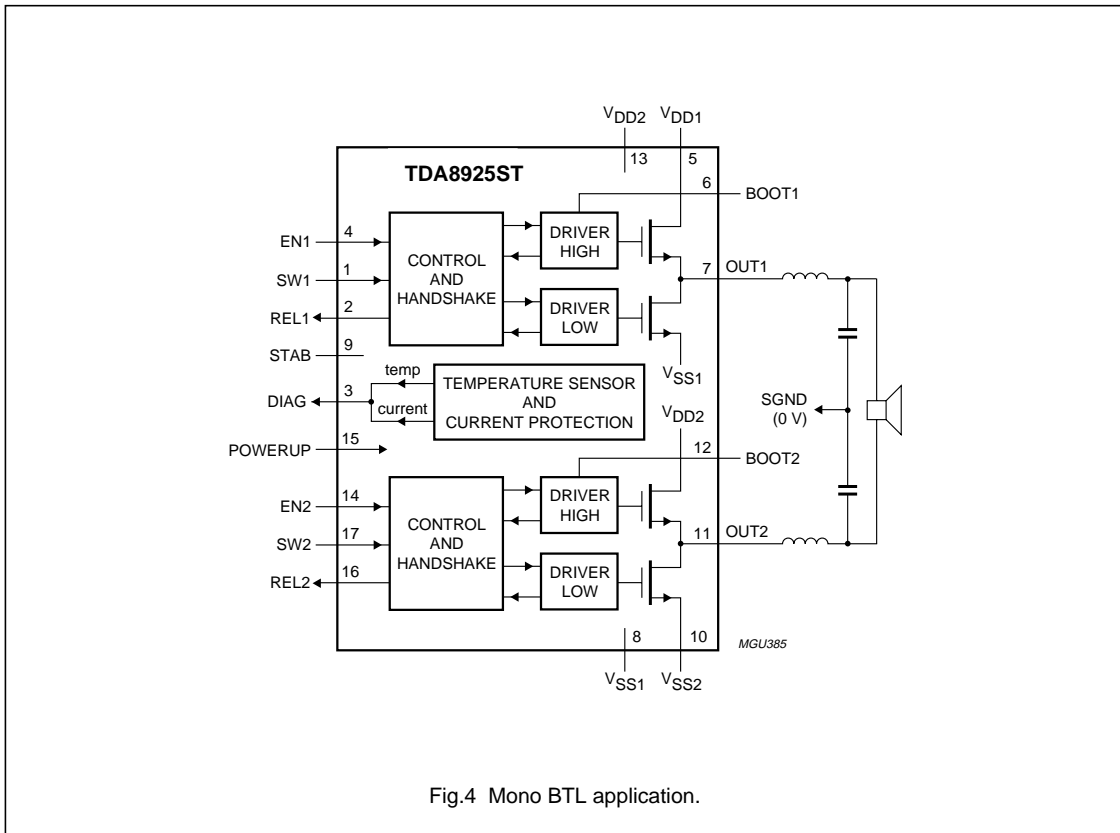 VDD2 VDD1
13 5
TDA8925ST
6 BOOT1
EN1 4
SW1 1
REL1 2
STAB 9
CONTROL
AND
HANDSHAKE
DRIVER
HIGH
DRIVER
LOW
7 OUT1
VSS1
DIAG 3
temp
current
TEMPERATURE SENSOR
AND
CURRENT PROTECTION
SGND
(0 V)
VDD2
POWERUP 15
12 BOOT2
EN2 14
SW2 17
REL2 16
CONTROL
AND
HANDSHAKE
DRIVER
HIGH
DRIVER
LOW
11 OUT2
8 10
VSS1 VSS2
MGU385
Fig.4 Mono BTL application.